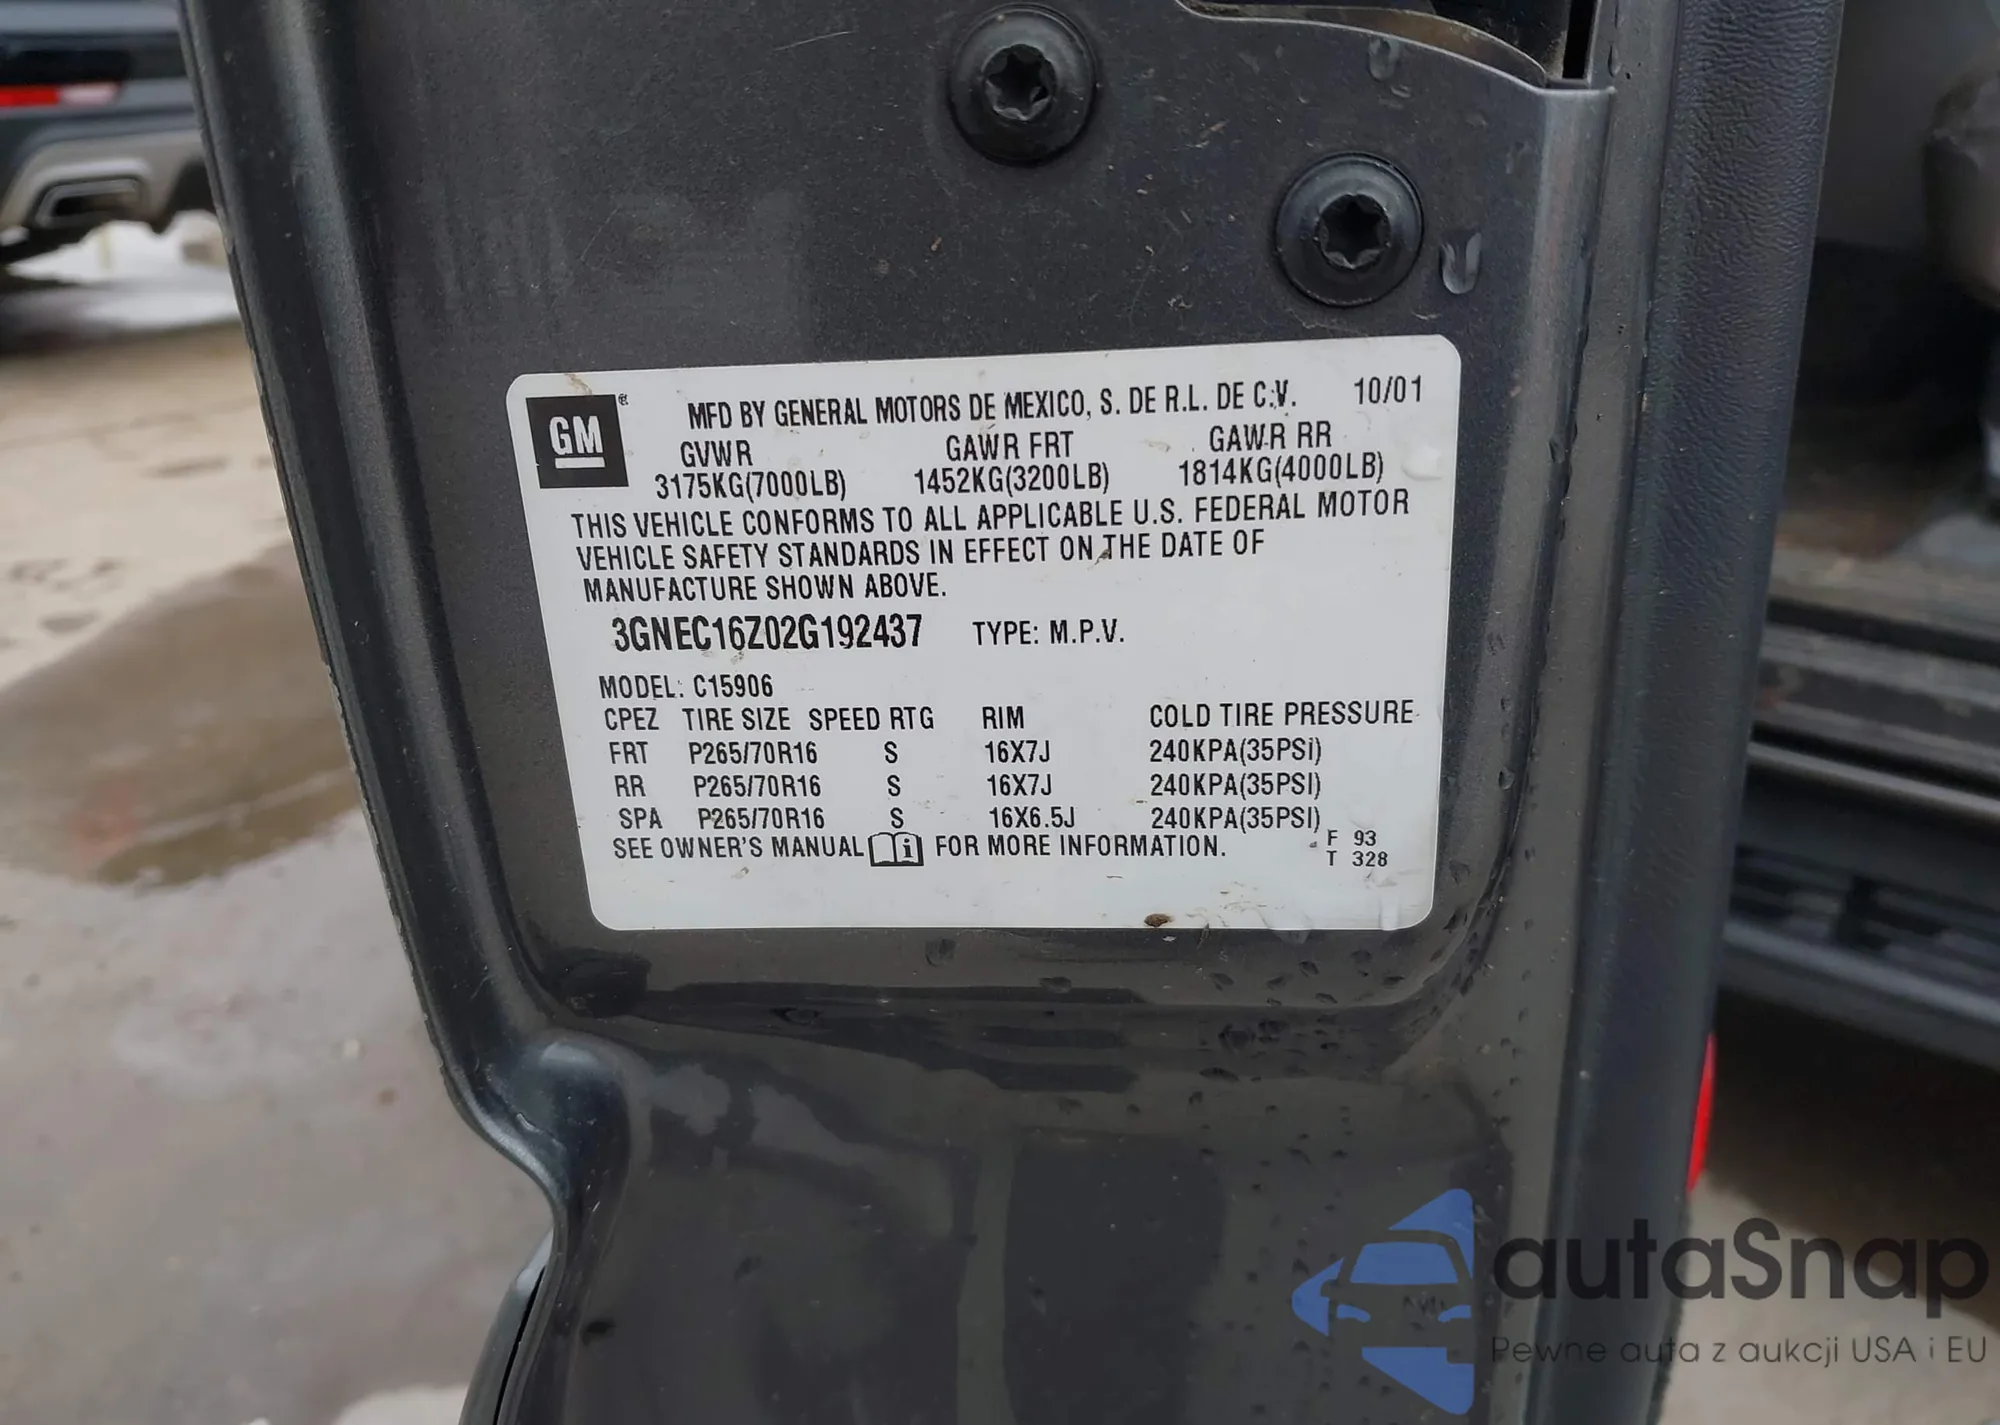 GM ® MFD BY GENERAL MOTORS DE MEXICO, S. DE R.L. DE C.V. 10/01
GVWR GAWR FRT GAWR RR
3175KG(7000LB) 1452KG(3200LB) 1814KG(4000LB)
THIS VEHICLE CONFORMS TO ALL APPLICABLE U.S. FEDERAL MOTOR
VEHICLE SAFETY STANDARDS IN EFFECT ON THE DATE OF
MANUFACTURE SHOWN ABOVE.
3GNEC16Z02G192437 TYPE: M.P.V.
MODEL: C15906
CPEZ TIRE SIZE SPEED RTG RIM COLD TIRE PRESSURE
FRT P265/70R16 S 16X7J 240KPA(35PSI)
RR P265/70R16 S 16X7J 240KPA(35PSI)
SPA P265/70R16 S 16X6.5J 240KPA(35PSI)
SEE OWNER'S MANUAL i FOR MORE INFORMATION. F 93
T 328
autaSnap
Pewne auta z aukcji USA i EU